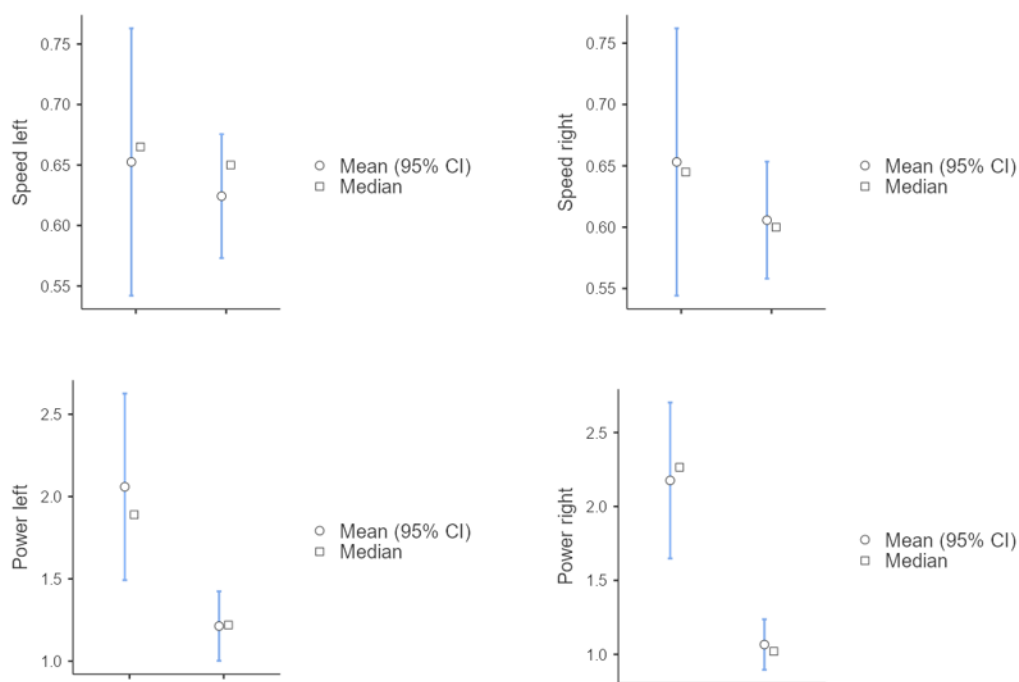 0.75
0.70
0.65
0.60
0.55
Speed left
Mean (95% CI)
Median
0.75
0.70
0.65
0.60
0.55
Speed right
Mean (95% CI)
Median
2.5
2.0
1.5
1.0
Power left
Mean (95% CI)
Median
2.5
2.0
1.5
1.0
Power right
Mean (95% CI)
Median